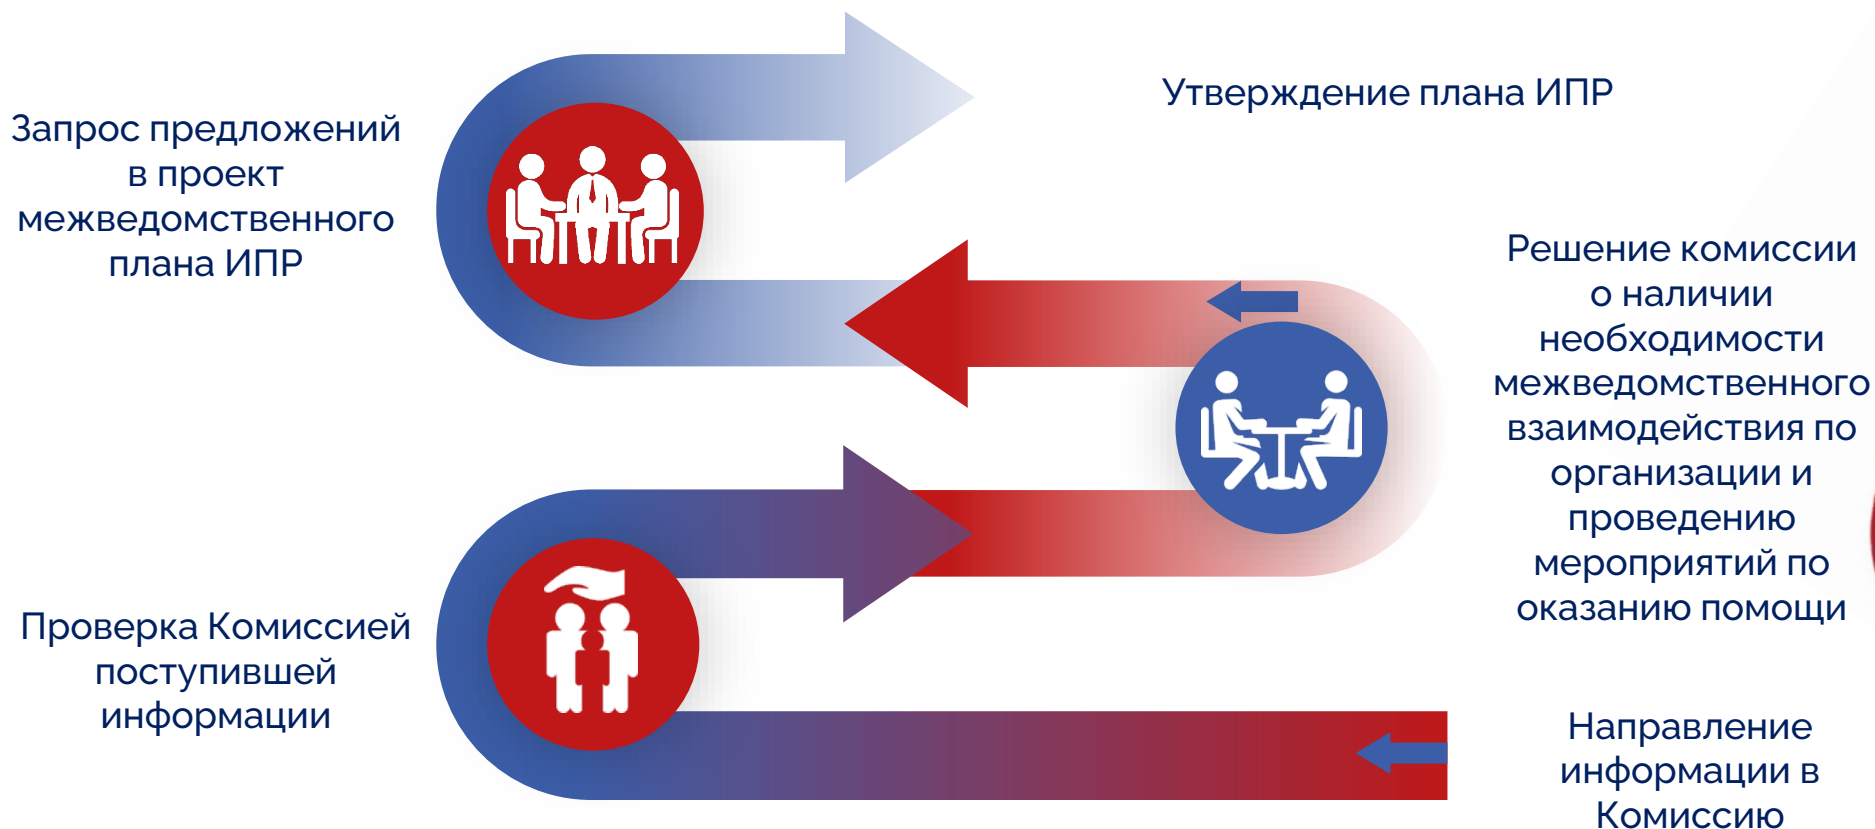 Утверждение плана ИПР
Запрос предложений
в проект
межведомственного
плана ИПР
Решение комиссии
о наличии
необходимости
межведомственного
взаимодействия по
организации и
проведению
мероприятий по
оказанию помощи
Проверка Комиссией
поступившей
информации
Направление
информации в
Комиссию